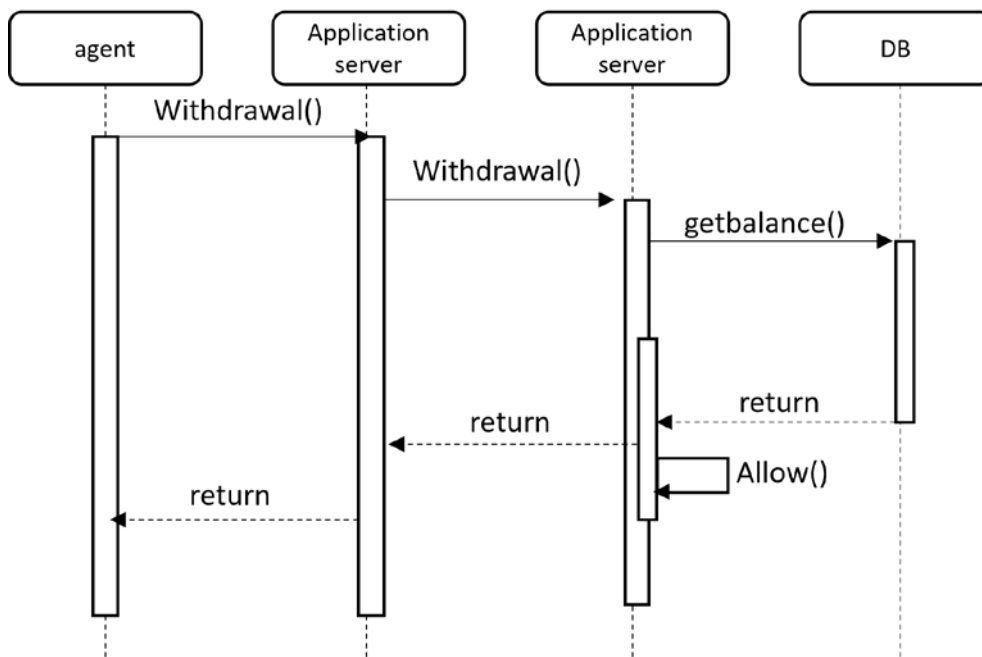 agent
Application
server
Application
server
DB
Withdrawal()
Withdrawal()
getbalance()
return
return
Allow()
return